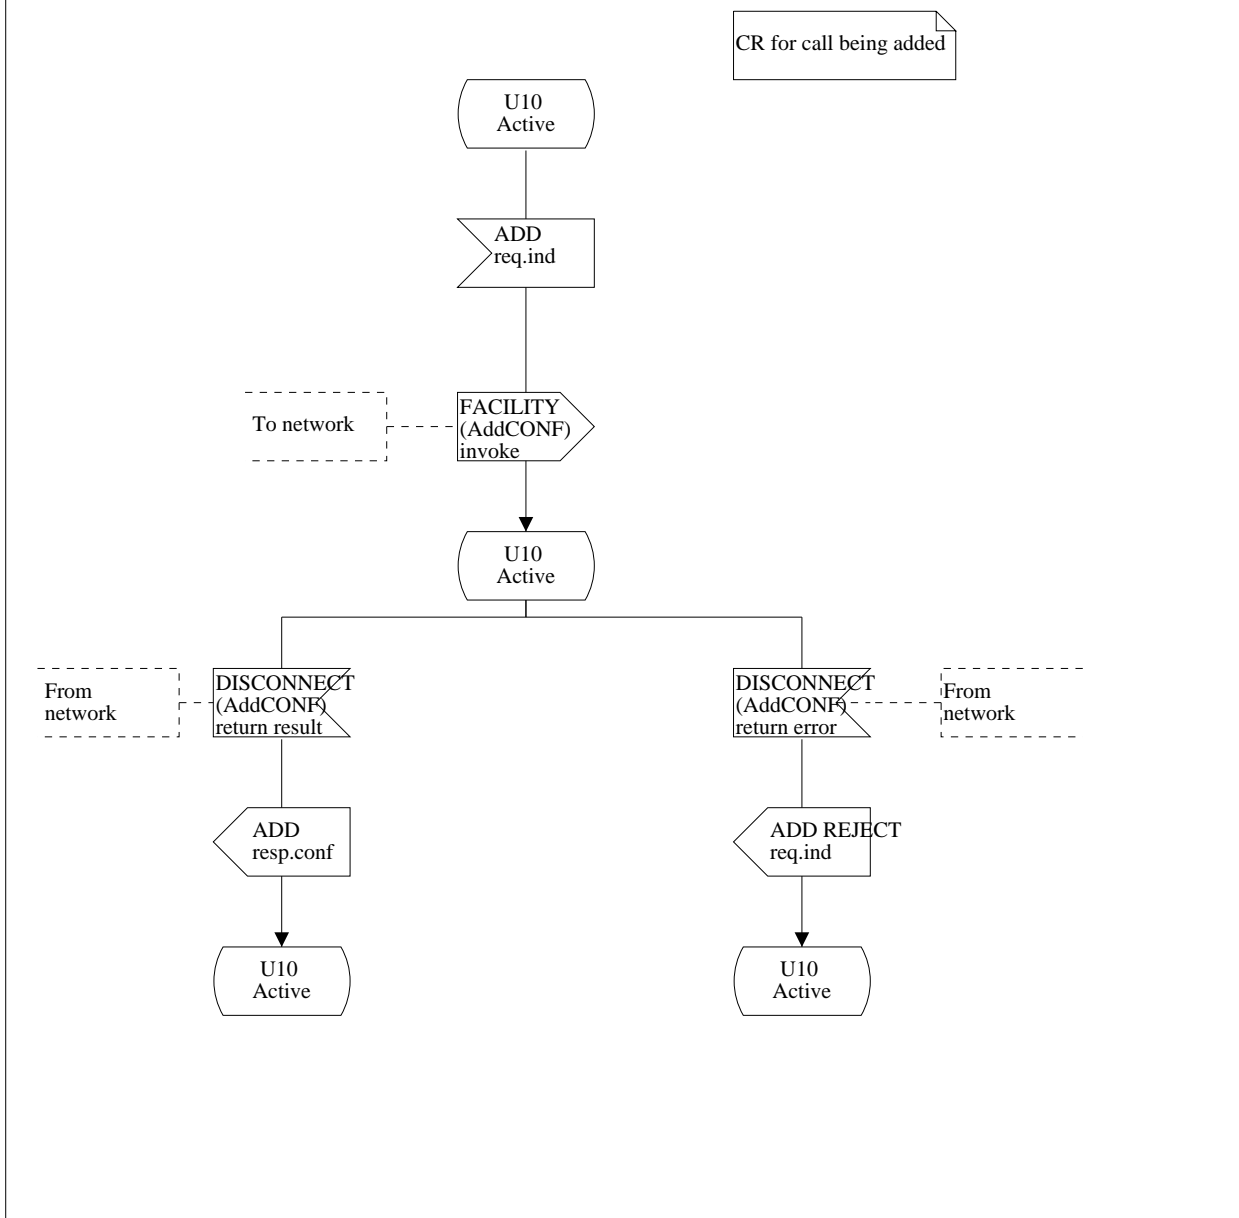 CR for call being added
U10
Active
ADD
req.ind
To network
FACILITY
(AddCONF)
invoke
U10
Active
From
network
DISCONNECT
(AddCONF)
return result
DISCONNECT
(AddCONF)
return error
From
network
ADD
resp.conf
ADD REJECT
req.ind
U10
Active
U10
Active